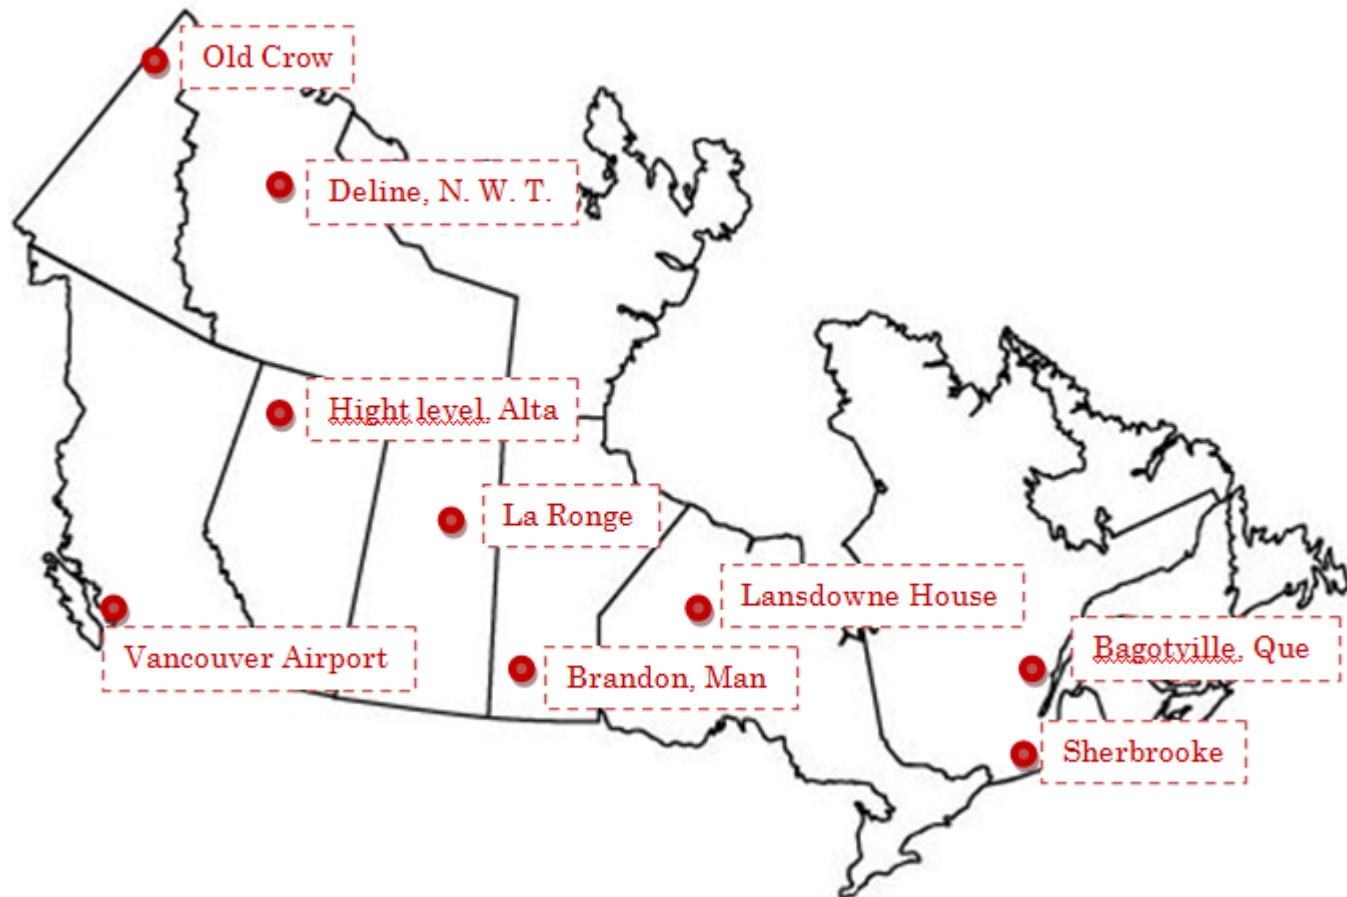 Old Crow
Deline, N. W. T.
Hight level. Alta
La Ronge
Lansdowne House
Vancouver Airport
Bagotville, Que
Brandon, Man
Sherbrooke